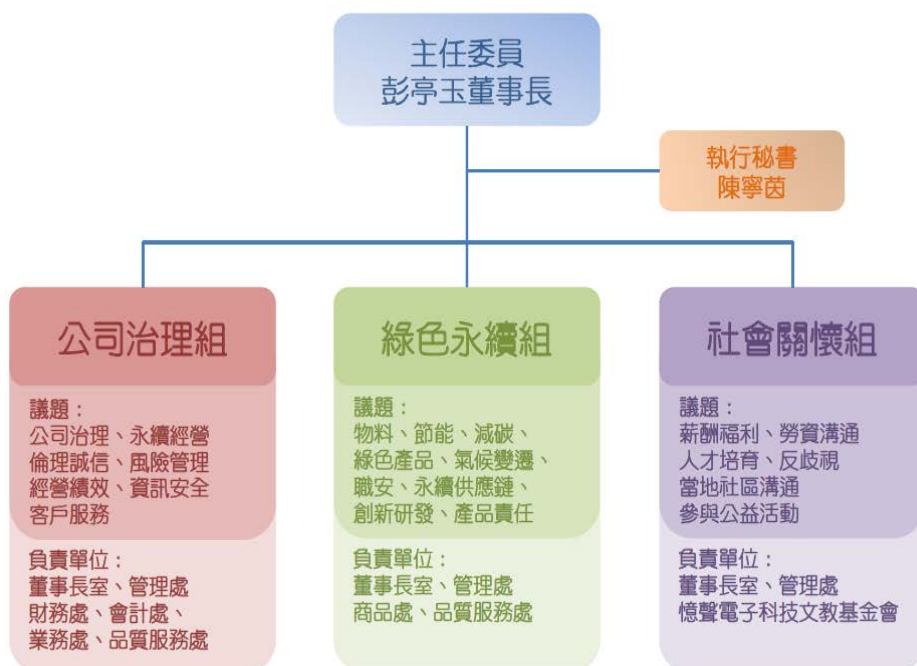 主任委員
彭亭玉董事長
執行秘書
陳寧茵
公司治理組
議題：
公司治理、永續經營
倫理誠信、風險管理
經營績效、資訊安全
客戶服務
負責單位：
董事長室、管理處
財務處、會計處、
業務處、品質服務處
綠色永續組
議題：
物料、節能、減碳、
綠色產品、氣候變遷、
職安、永續供應鏈、
創新研發、產品責任
負責單位：
董事長室、管理處
商品處、品質服務處
社會關懷組
議題：
薪酬福利、勞資溝通
人才培育、反歧視
當地社區溝通
參與公益活動
負責單位：
董事長室、管理處
憶聲電子科技文教基金會